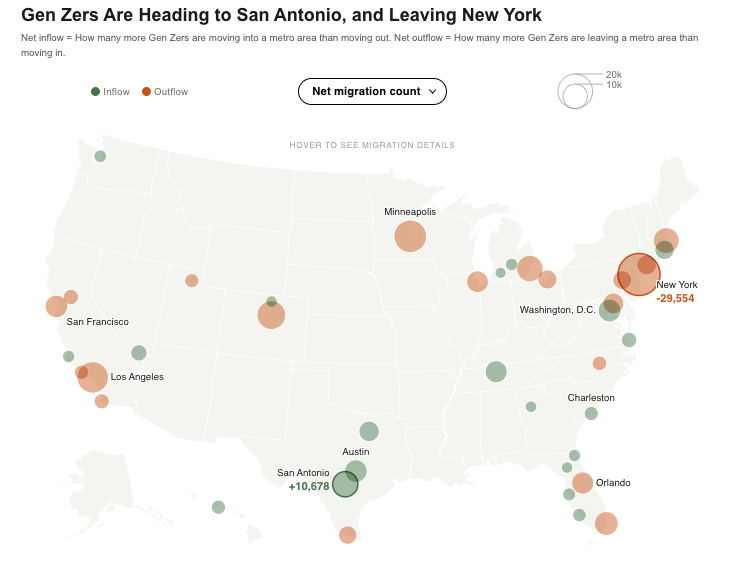 Gen Zers Are Heading to San Antonio, and Leaving New York
Net inflow = How many more Gen Zers are moving into a metro area than moving out. Net outflow = How many more Gen Zers are leaving a metro area than
moving in.
Inflow
Outflow
Net migration count
20k
10k
HOVER TO SEE MIGRATION DETAILS
Minneapolis
New York
-29,554
Washington, D.C.
San Francisco
Los Angeles
Charleston
Austin
San Antonio
+10,678
Orlando